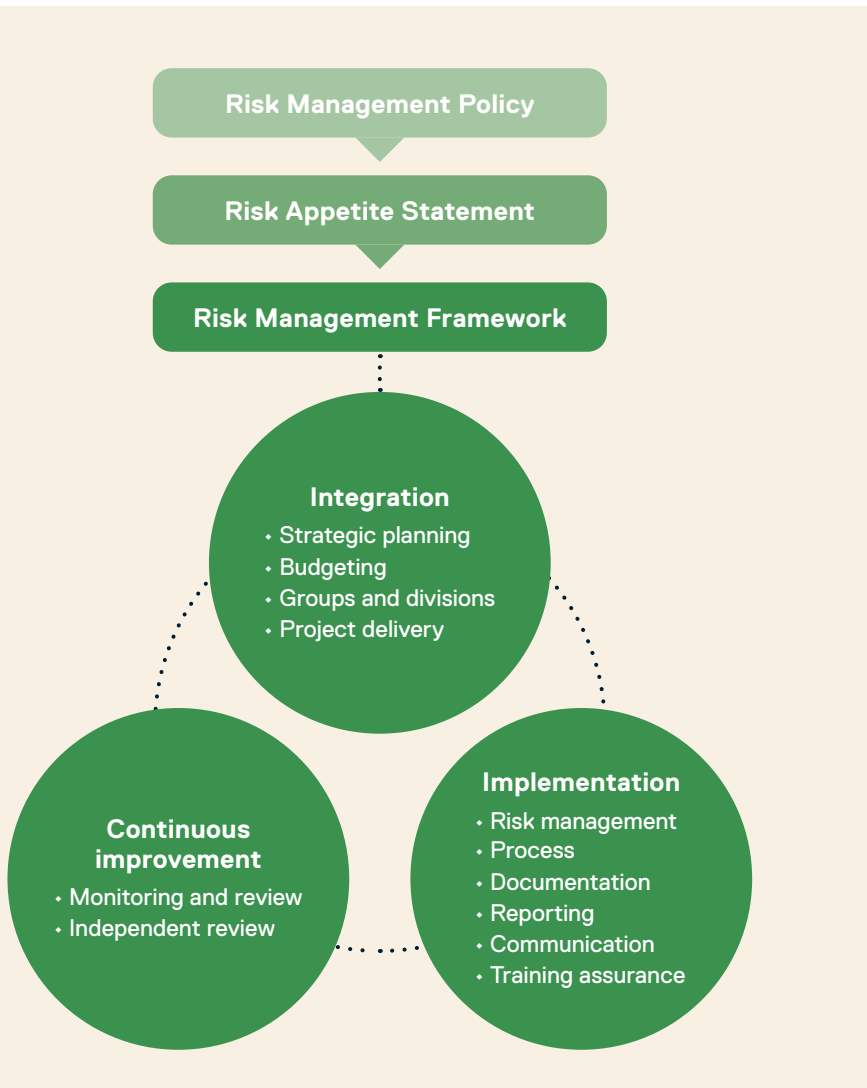 Risk Management Policy
Risk Appetite Statement
Risk Management Framework
Integration
• Strategic planning
• Budgeting
• Groups and divisions
• Project delivery
Continuous
improvement
• Monitoring and review
• Independent review
Implementation
• Risk management
• Process
• Documentation
• Reporting
• Communication
• Training assurance